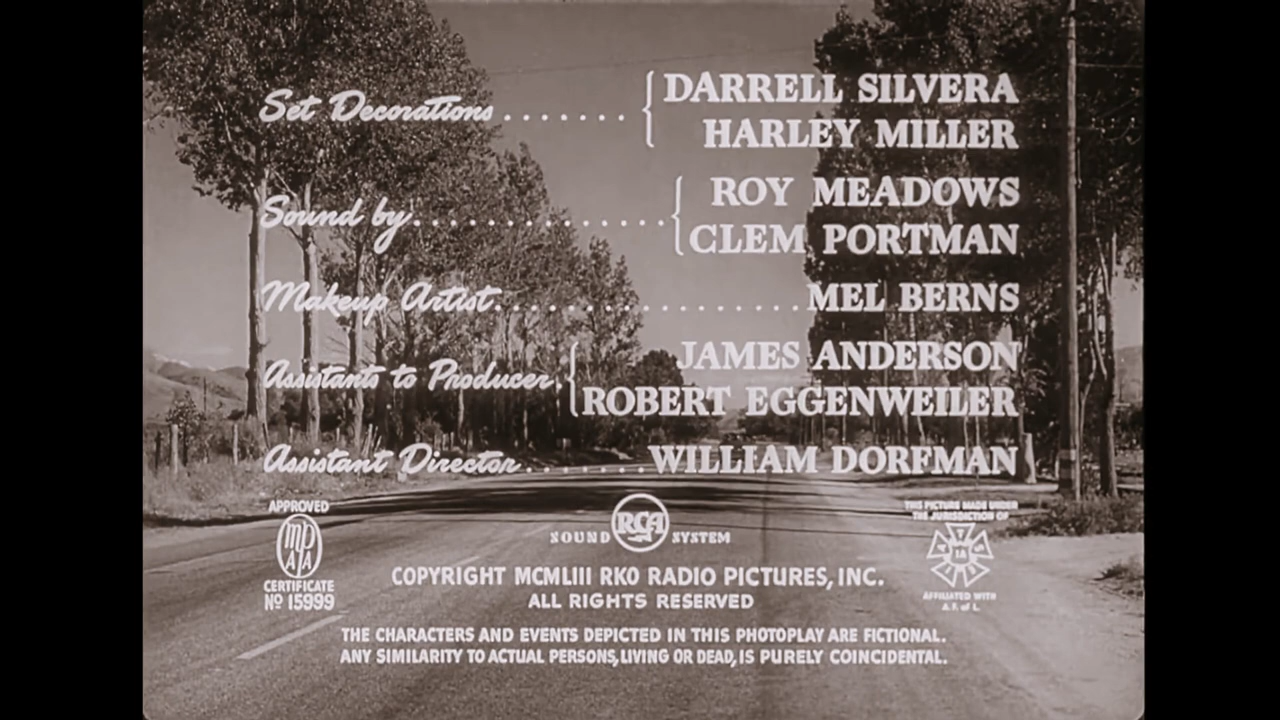 Set Decorations ....... { DARRELL SILVERA
HARLEY MILLER
Sound by .............. { ROY MEADOWS
CLEM PORTMAN
Makeup Artist ................ MEL BERNS
Assistants to Producer . { JAMES ANDERSON
ROBERT EGGENWEILER
Assistant Director ....... WILLIAM DORFMAN
APPROVED
MPAA
CERTIFICATE
Nº 15999
RCA
SOUND SYSTEM
THIS PICTURE MADE UNDER
THE JURISDICTION OF
IATSE
AFFILIATED WITH
A.F. of L.
COPYRIGHT MCMLIII RKO RADIO PICTURES, INC.
ALL RIGHTS RESERVED
THE CHARACTERS AND EVENTS DEPICTED IN THIS PHOTOPLAY ARE FICTIONAL.
ANY SIMILARITY TO ACTUAL PERSONS, LIVING OR DEAD, IS PURELY COINCIDENTAL.